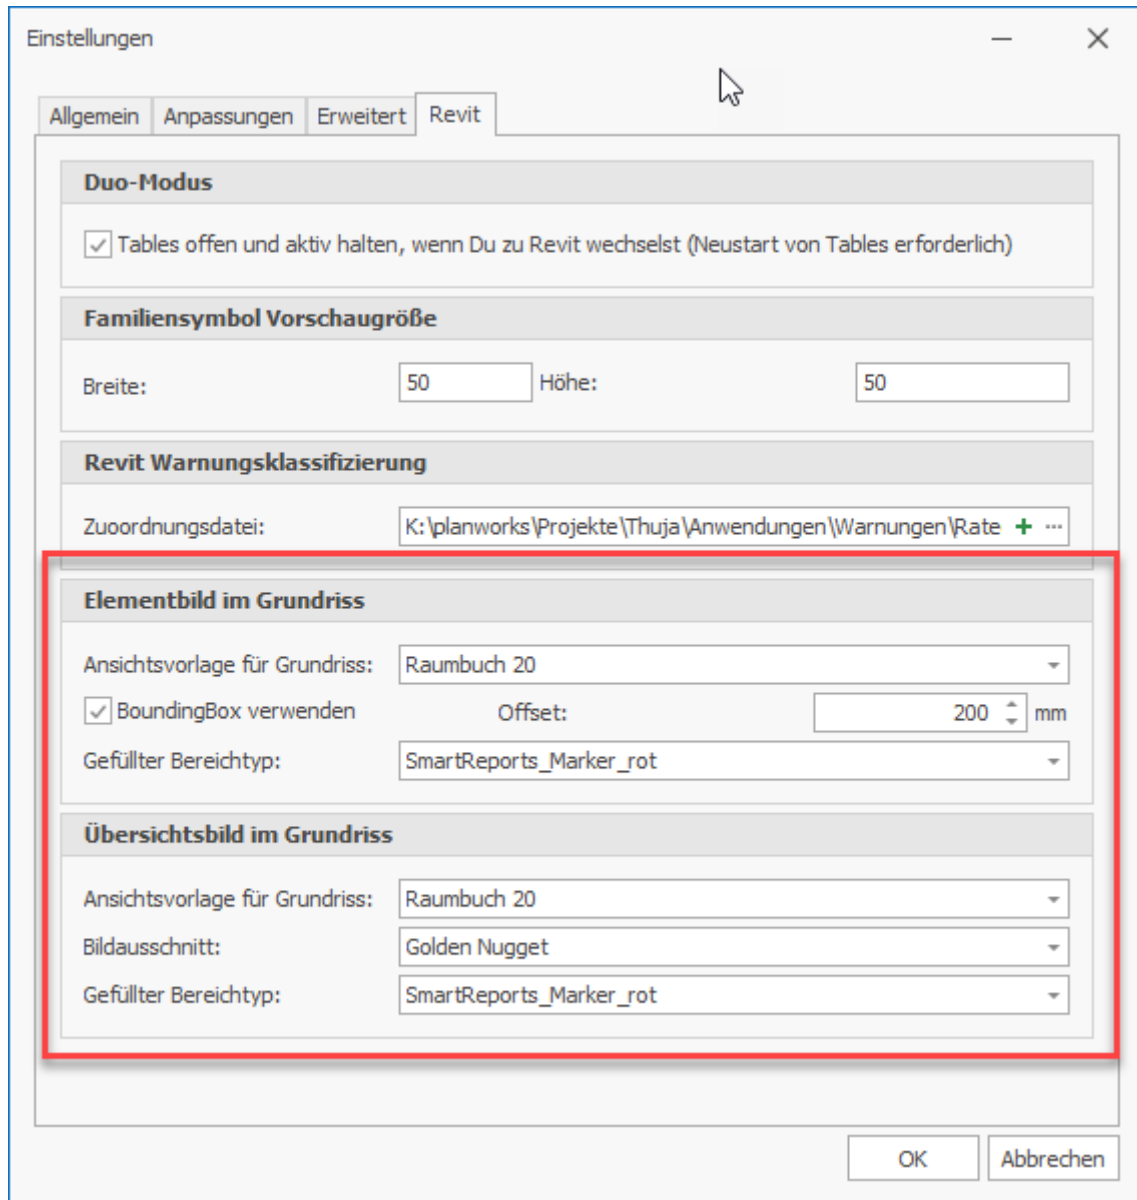 Einstellungen
Allgemein Anpassungen Erweitert Revit
Duo-Modus
Tables offen und aktiv halten, wenn Du zu Revit wechselst (Neustart von Tables erforderlich)
Familiensymbol Vorschaugröße
Breite: 50 Höhe: 50
Revit Warnungsklassifizierung
Zuoordnungsdatei: K:\planworks\Projekte\Thuja\Anwendungen\Warnungen\Rate + ...
Elementbild im Grundriss
Ansichtsvorlage für Grundriss: Raumbuch 20
BoundingBox verwenden Offset: 200 mm
Gefüllter Bereichtyp: SmartReports_Marker_rot
Übersichtsbild im Grundriss
Ansichtsvorlage für Grundriss: Raumbuch 20
Bildausschnitt: Golden Nugget
Gefüllter Bereichtyp: SmartReports_Marker_rot
OK Abbrechen